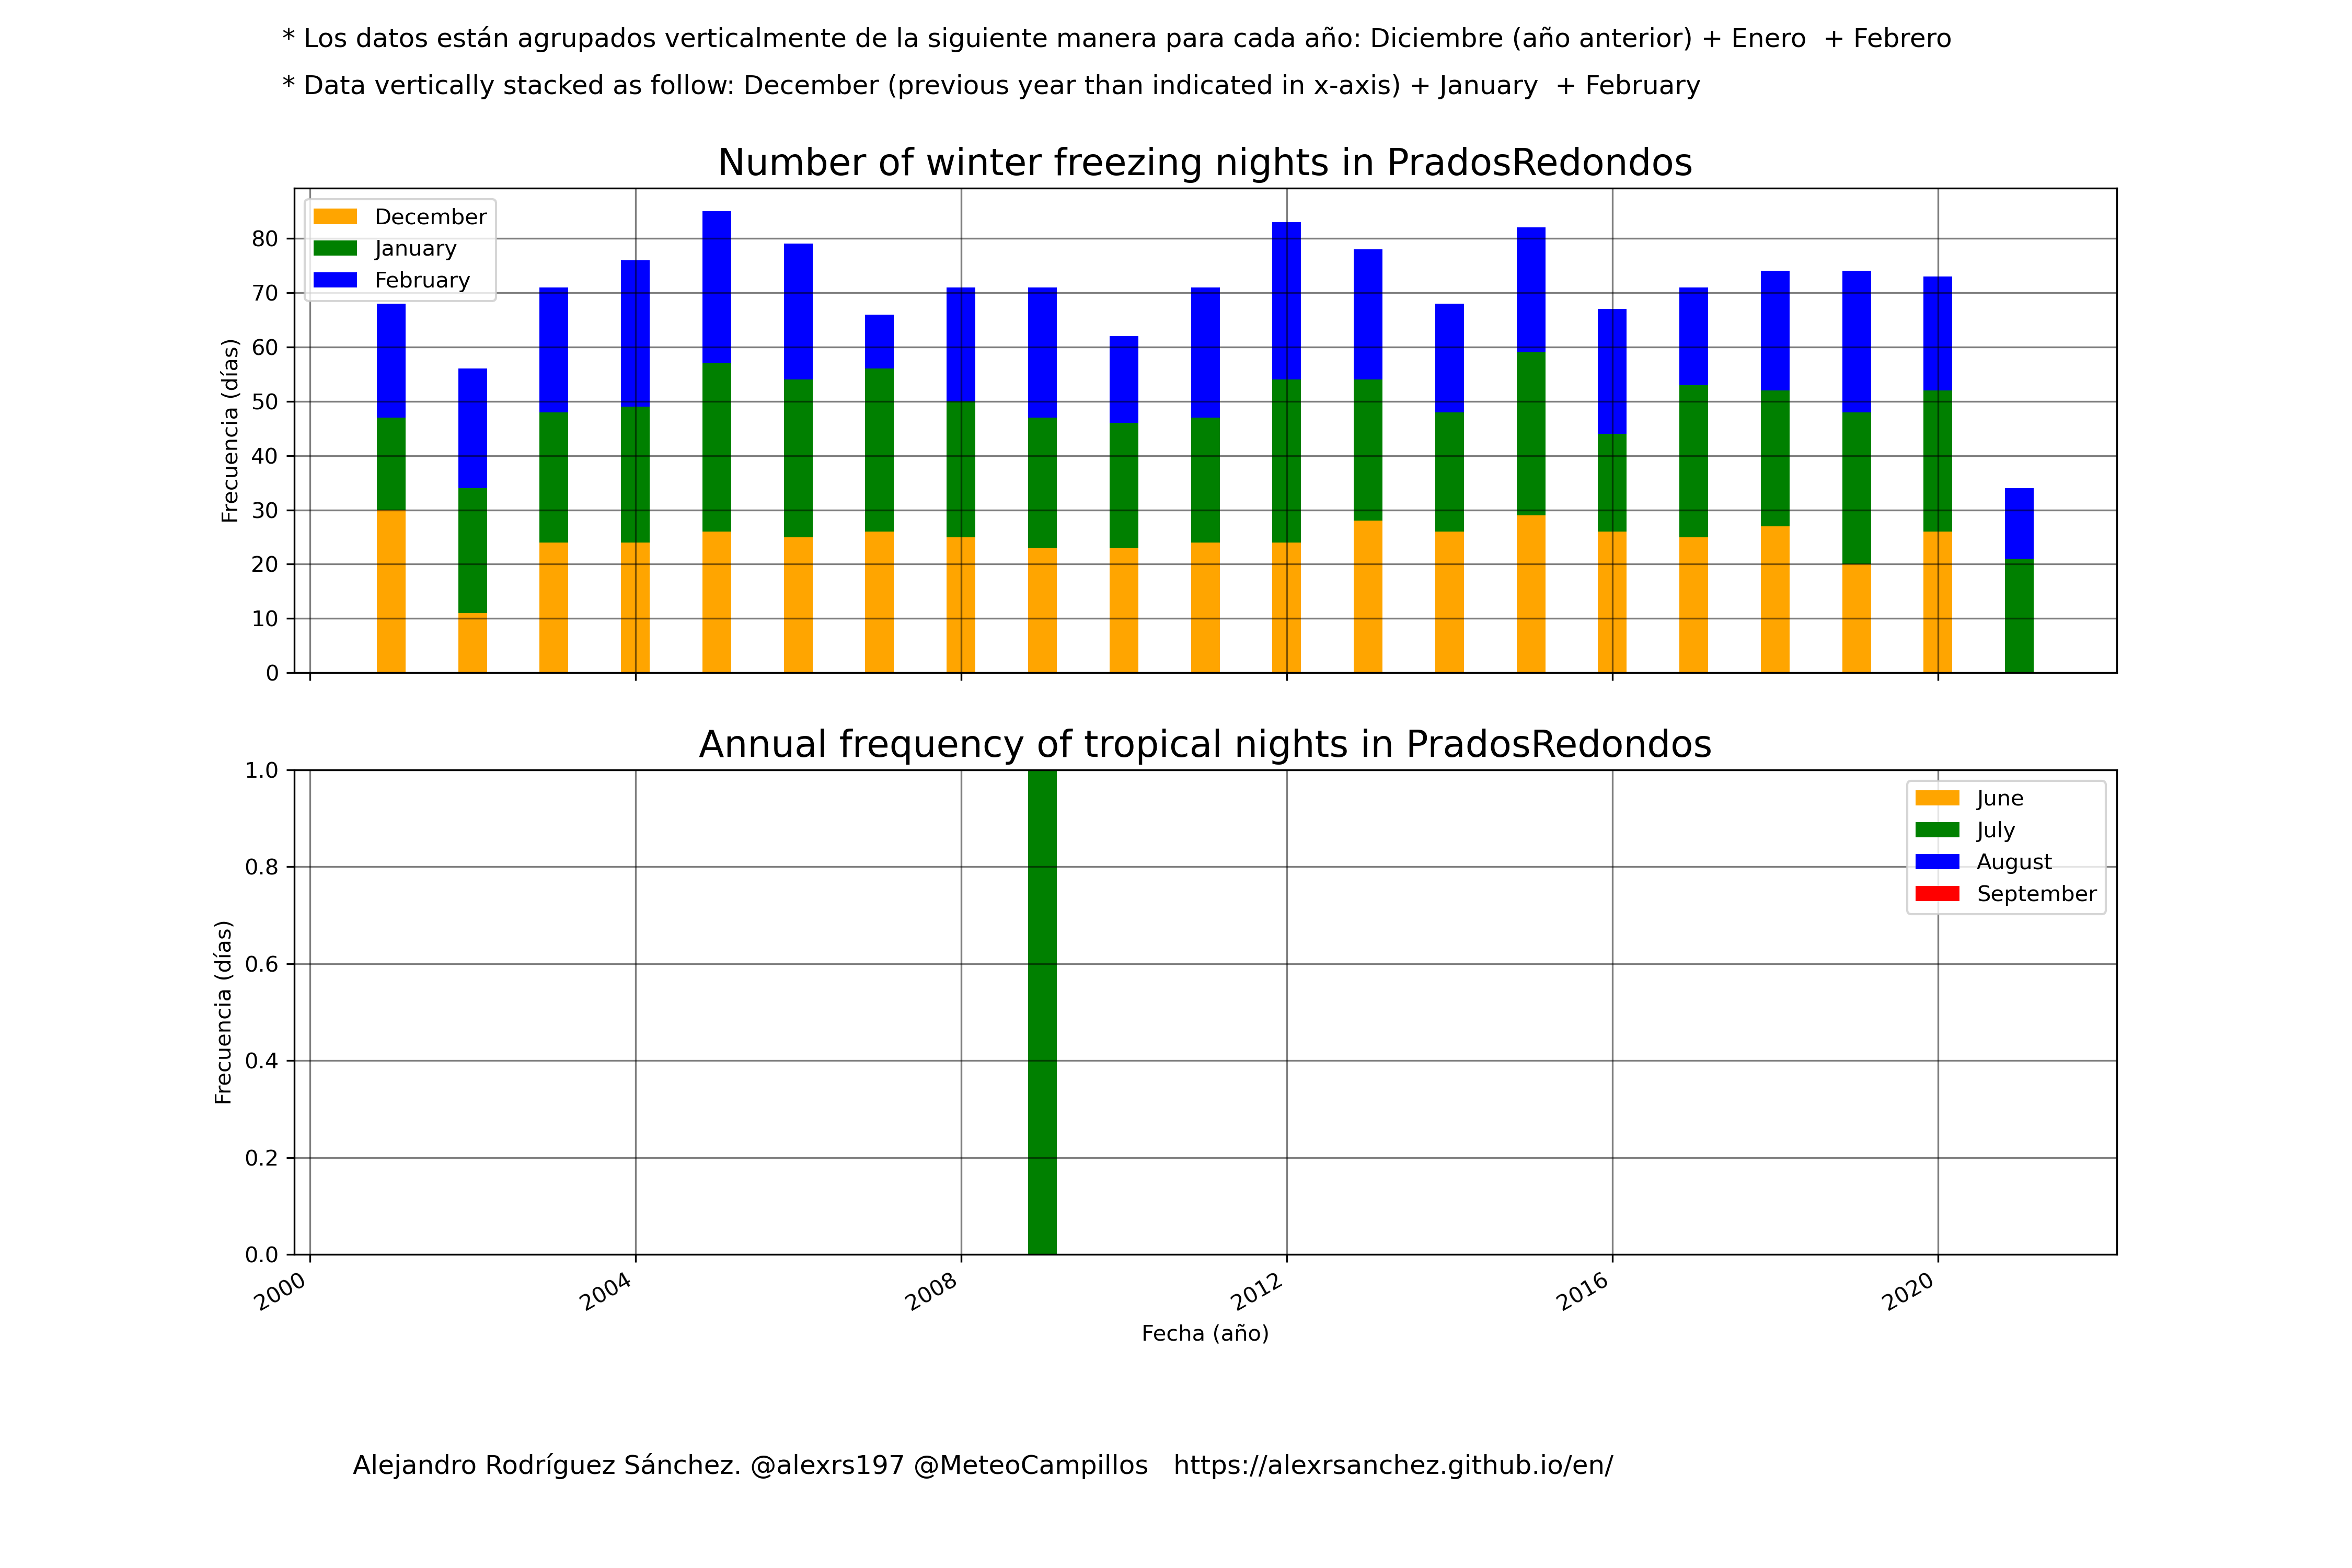 * Los datos están agrupados verticalmente de la siguiente manera para cada año: Diciembre (año anterior) + Enero  + Febrero
* Data vertically stacked as follow: December (previous year than indicated in x-axis) + January  + February
Number of winter freezing nights in PradosRedondos
December
January
February
Frecuencia (días)
80
70
60
50
40
30
20
10
0
Annual frequency of tropical nights in PradosRedondos
June
July
August
September
Frecuencia (días)
1.0
0.8
0.6
0.4
0.2
0.0
2000 2004 2008 2012 2016 2020
Fecha (año)
Alejandro Rodríguez Sánchez. @alexrs197 @MeteoCampillos   https://alexrsanchez.github.io/en/